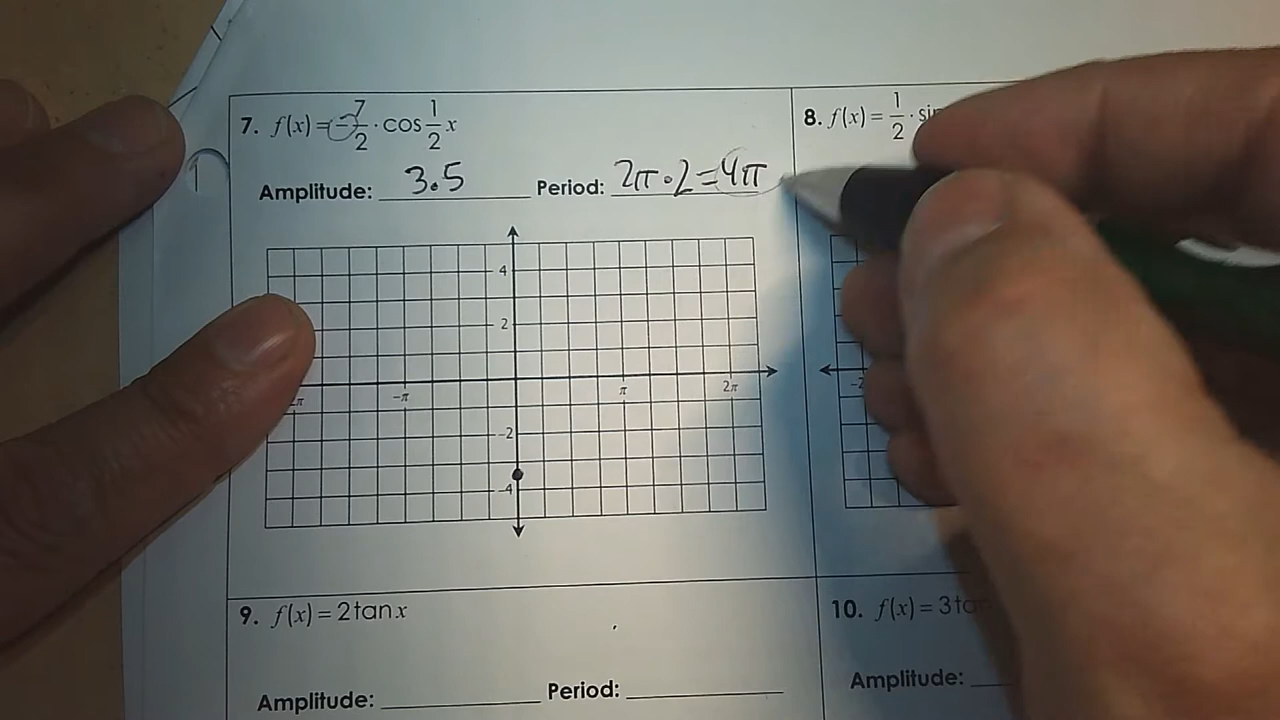 7. f(x) = -7/2 · cos 1/2 x
Amplitude: 3.5 Period: 2π·2=4π
4
2
-π π 2π
-2
-4
8. f(x) = 1/2 ·
9. f(x) = 2tan x
Amplitude: Period:
10. f(x) = 3
Amplitude: